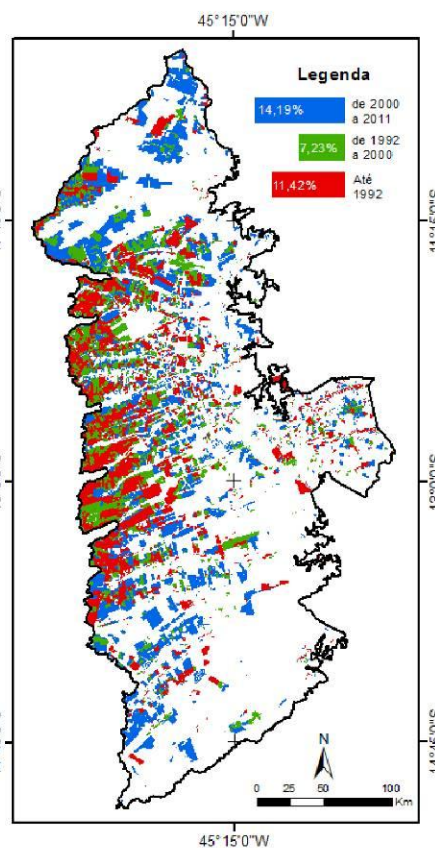 45°15'0"W
Legenda
14,19% de 2000 a 2011
7,23% de 1992 a 2000
11,42% Até 1992
N
0 25 50 100
Km
45°15'0"W